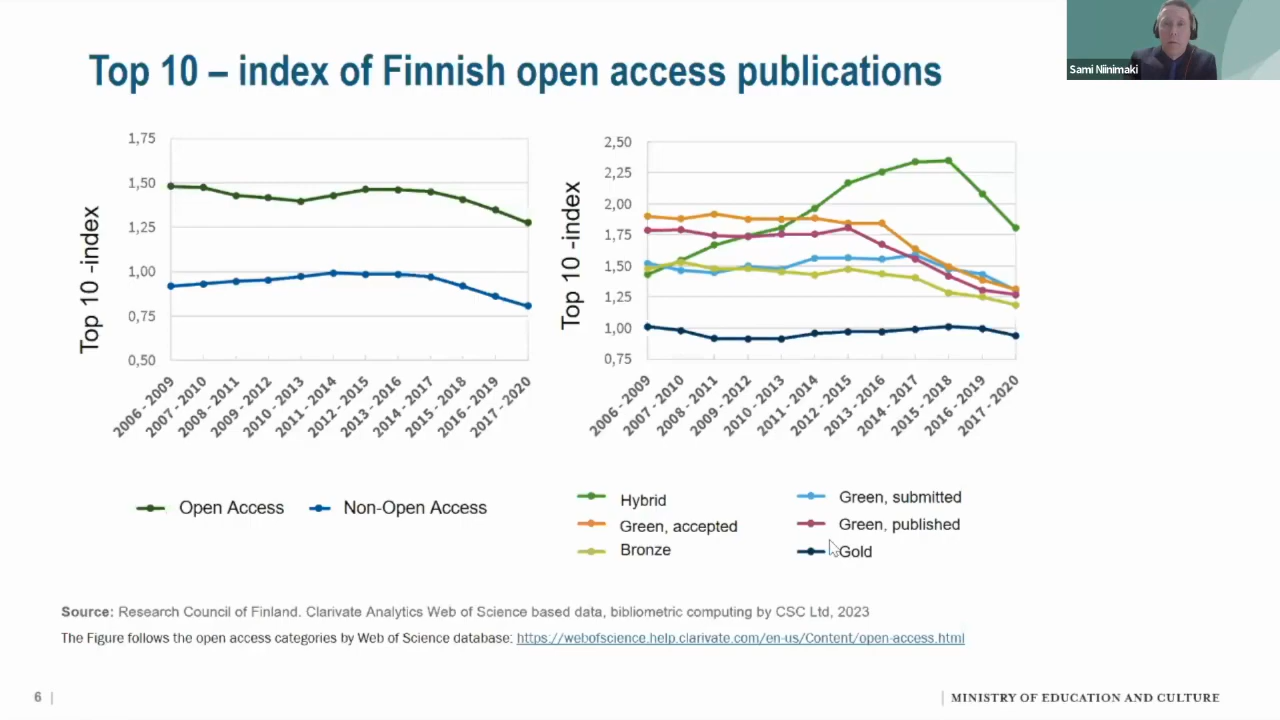 Top 10 – index of Finnish open access publications
Sami Niinimaki
1,75
1,50
1,25
1,00
0,75
0,50
Top 10 -index
2006 - 2009
2007 - 2010
2008 - 2011
2009 - 2012
2010 - 2013
2011 - 2014
2012 - 2015
2013 - 2016
2014 - 2017
2015 - 2018
2016 - 2019
2017 - 2020
Open Access
Non-Open Access
2,50
2,25
2,00
1,75
1,50
1,25
1,00
0,75
Top 10 -index
2006 - 2009
2007 - 2010
2008 - 2011
2009 - 2012
2010 - 2013
2011 - 2014
2012 - 2015
2013 - 2016
2014 - 2017
2015 - 2018
2016 - 2019
2017 - 2020
Hybrid
Green, submitted
Green, accepted
Green, published
Bronze
Gold
Source: Research Council of Finland. Clarivate Analytics Web of Science based data, bibliometric computing by CSC Ltd, 2023
The Figure follows the open access categories by Web of Science database: https://webofscience.help.clarivate.com/en-us/Content/open-access.html
6 |
| MINISTRY OF EDUCATION AND CULTURE